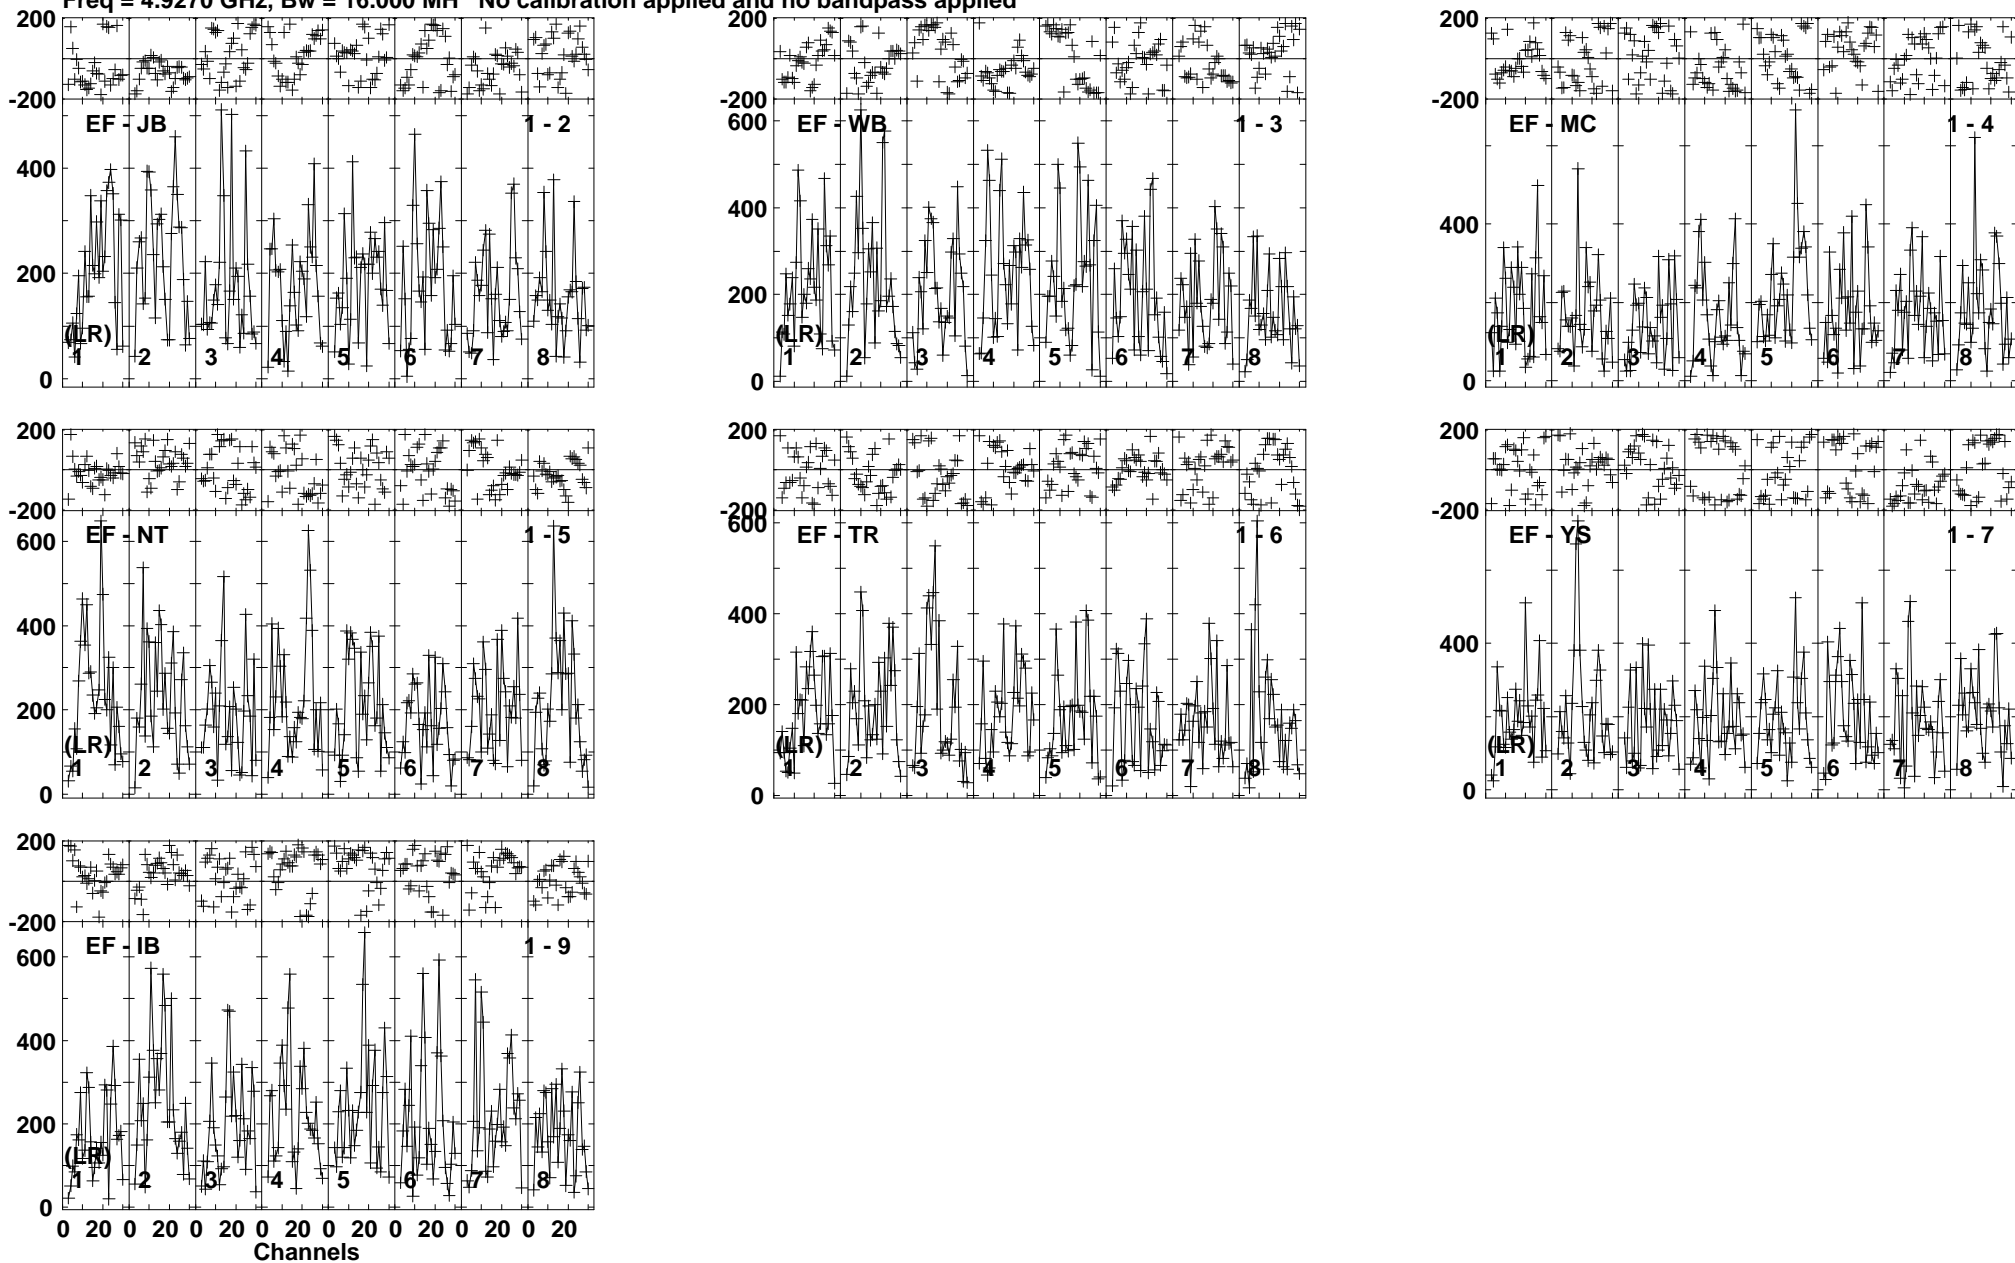 Freq = 4.9270 GHz, Bw = 16.000 MH No calibration applied and no bandpass applied
200
-200
EF - JB 1 - 2
400
200
0
(LR)
1 2 3 4 5 6 7 8
200
-200
EF - WB 1 - 3
600
400
200
0
(LR)
1 2 3 4 5 6 7 8
200
-200
EF - MC 1 - 4
400
0
(LR)
1 2 3 4 5 6 7 8
200
-200
EF - NT 1 - 5
600
400
200
0
(LR)
1 2 3 4 5 6 7 8
200
-200
EF - TR 1 - 6
600
400
200
0
(LR)
1 2 3 4 5 6 7 8
200
-200
EF - YS 1 - 7
400
0
(LR)
1 2 3 4 5 6 7 8
200
-200
EF - IB 1 - 9
600
400
200
0
(LR)
1 2 3 4 5 6 7 8
0 20 0 20 0 20 0 20 0 20 0 20 0 20 0 20
Channels